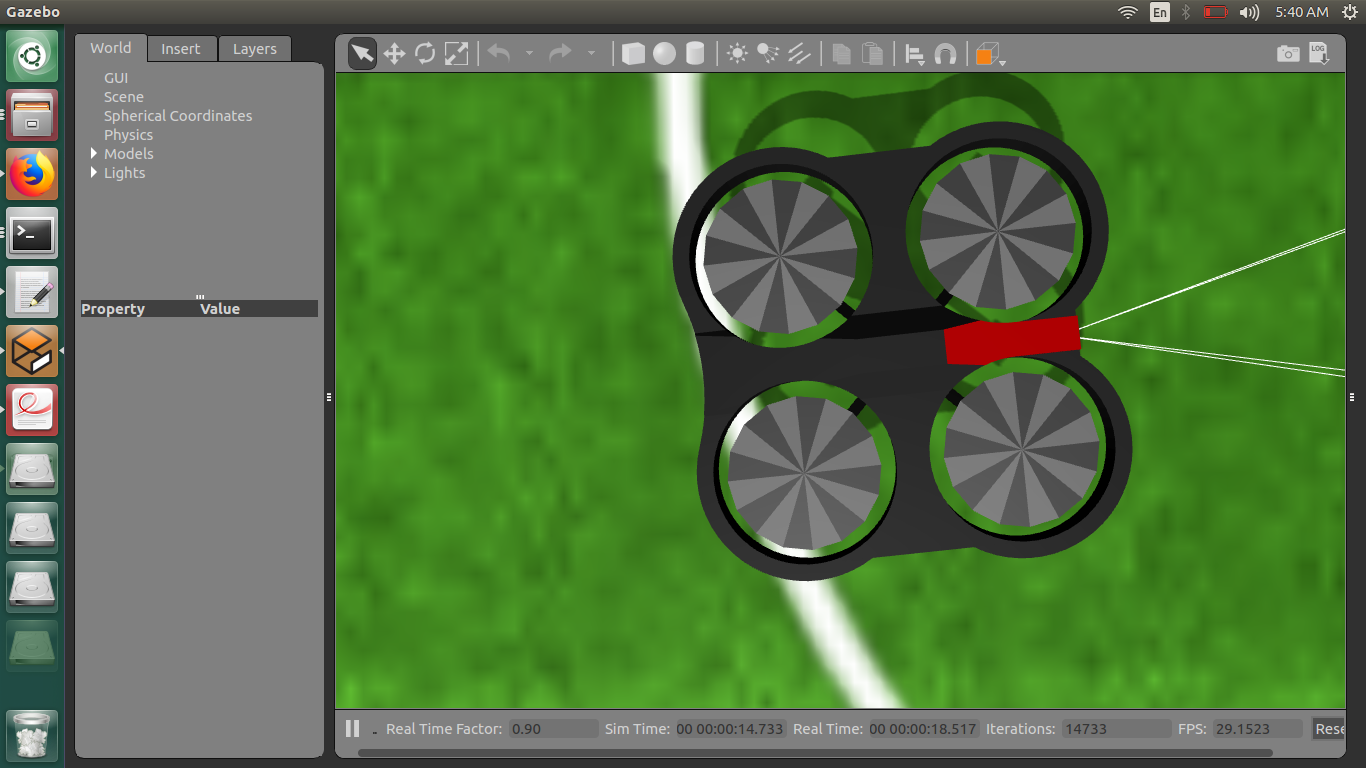 Gazebo
En
5:40 AM
World
Insert
Layers
LOG
GUI
Scene
Spherical Coordinates
Physics
Models
Lights
Property Value
Real Time Factor: 0.90 Sim Time: 00 00:00:14.733 Real Time: 00 00:00:18.517 Iterations: 14733 FPS: 29.1523 Rese